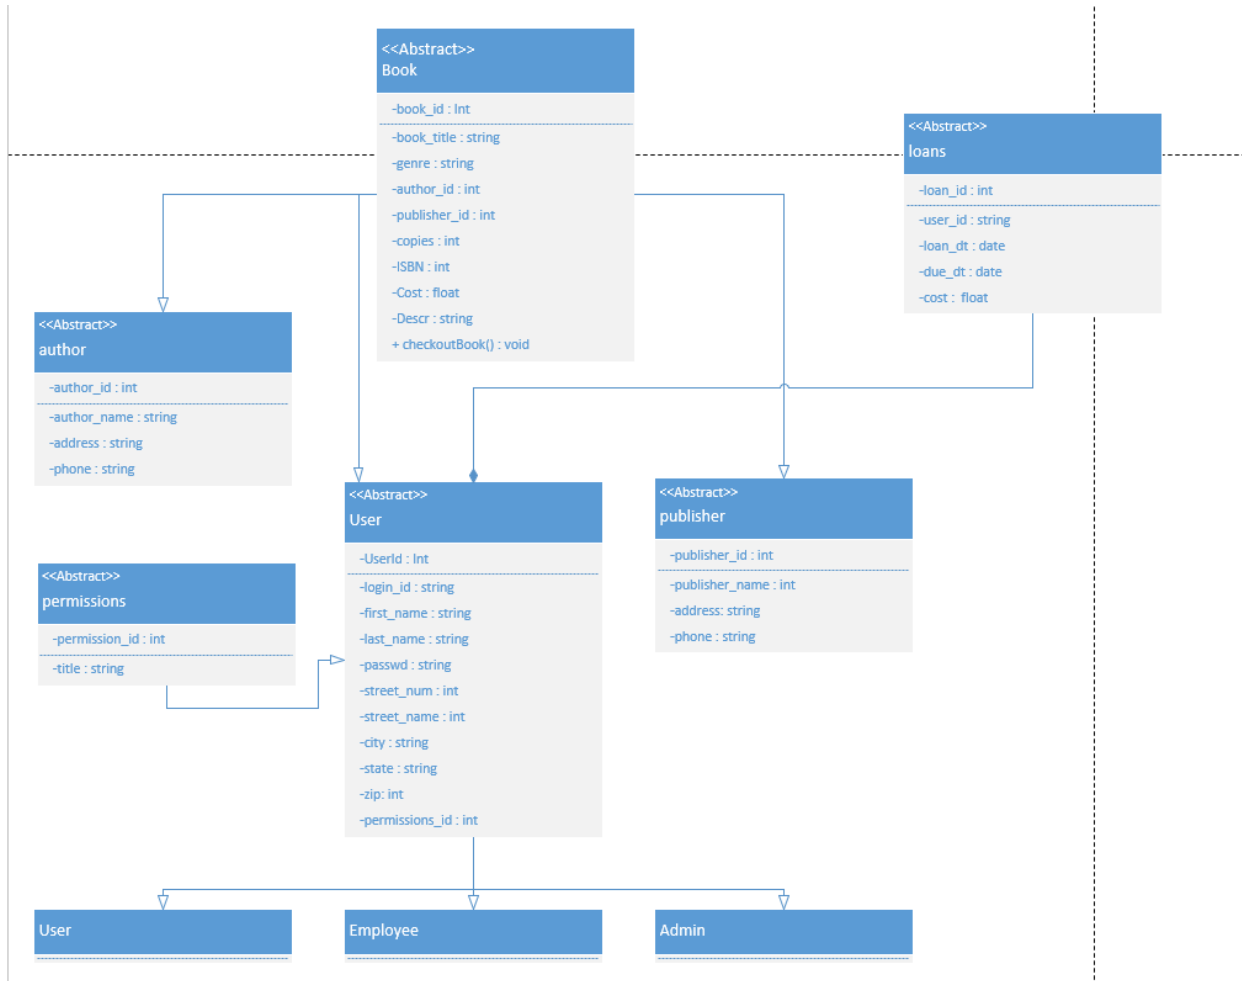 <<Abstract>>
Book
-book_id : Int
-book_title : string
-genre : string
-author_id : int
-publisher_id : int
-copies : int
-ISBN : int
-Cost : float
-Descr : string
+ checkoutBook() : void
<<Abstract>>
loans
-loan_id : int
-user_id : string
-loan_dt : date
-due_dt : date
-cost :  float
<<Abstract>>
author
-author_id : int
-author_name : string
-address : string
-phone : string
<<Abstract>>
User
-UserId : Int
-login_id : string
-first_name : string
-last_name : string
-passwd : string
-street_num : int
-street_name : int
-city : string
-state : string
-zip: int
-permissions_id : int
<<Abstract>>
publisher
-publisher_id : int
-publisher_name : int
-address: string
-phone : string
<<Abstract>>
permissions
-permission_id : int
-title : string
User
Employee
Admin